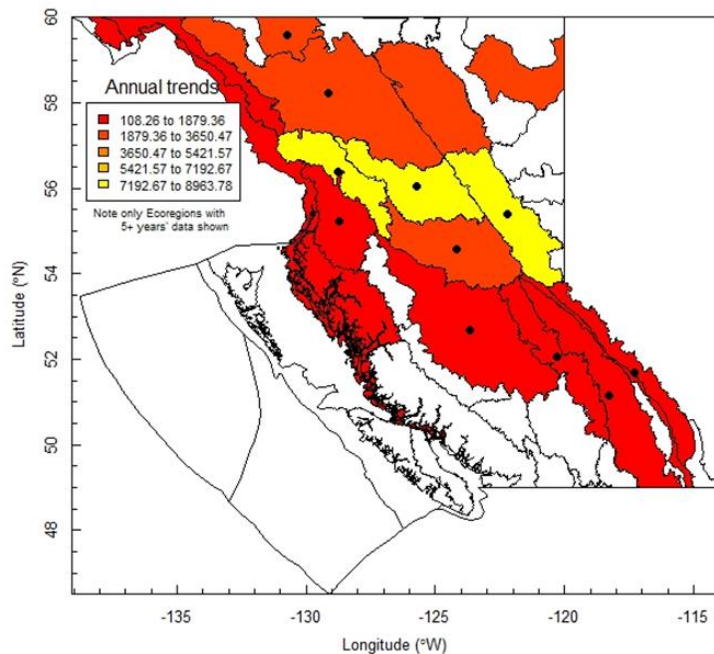 60
58
56
54
52
50
48
Latitude (°N)
Annual trends
108.26 to 1879.36
1879.36 to 3650.47
3650.47 to 5421.57
5421.57 to 7192.67
7192.67 to 8963.78
Note only Ecoregions with
5+ years' data shown
-135
-130
-125
-120
-115
Longitude (°W)